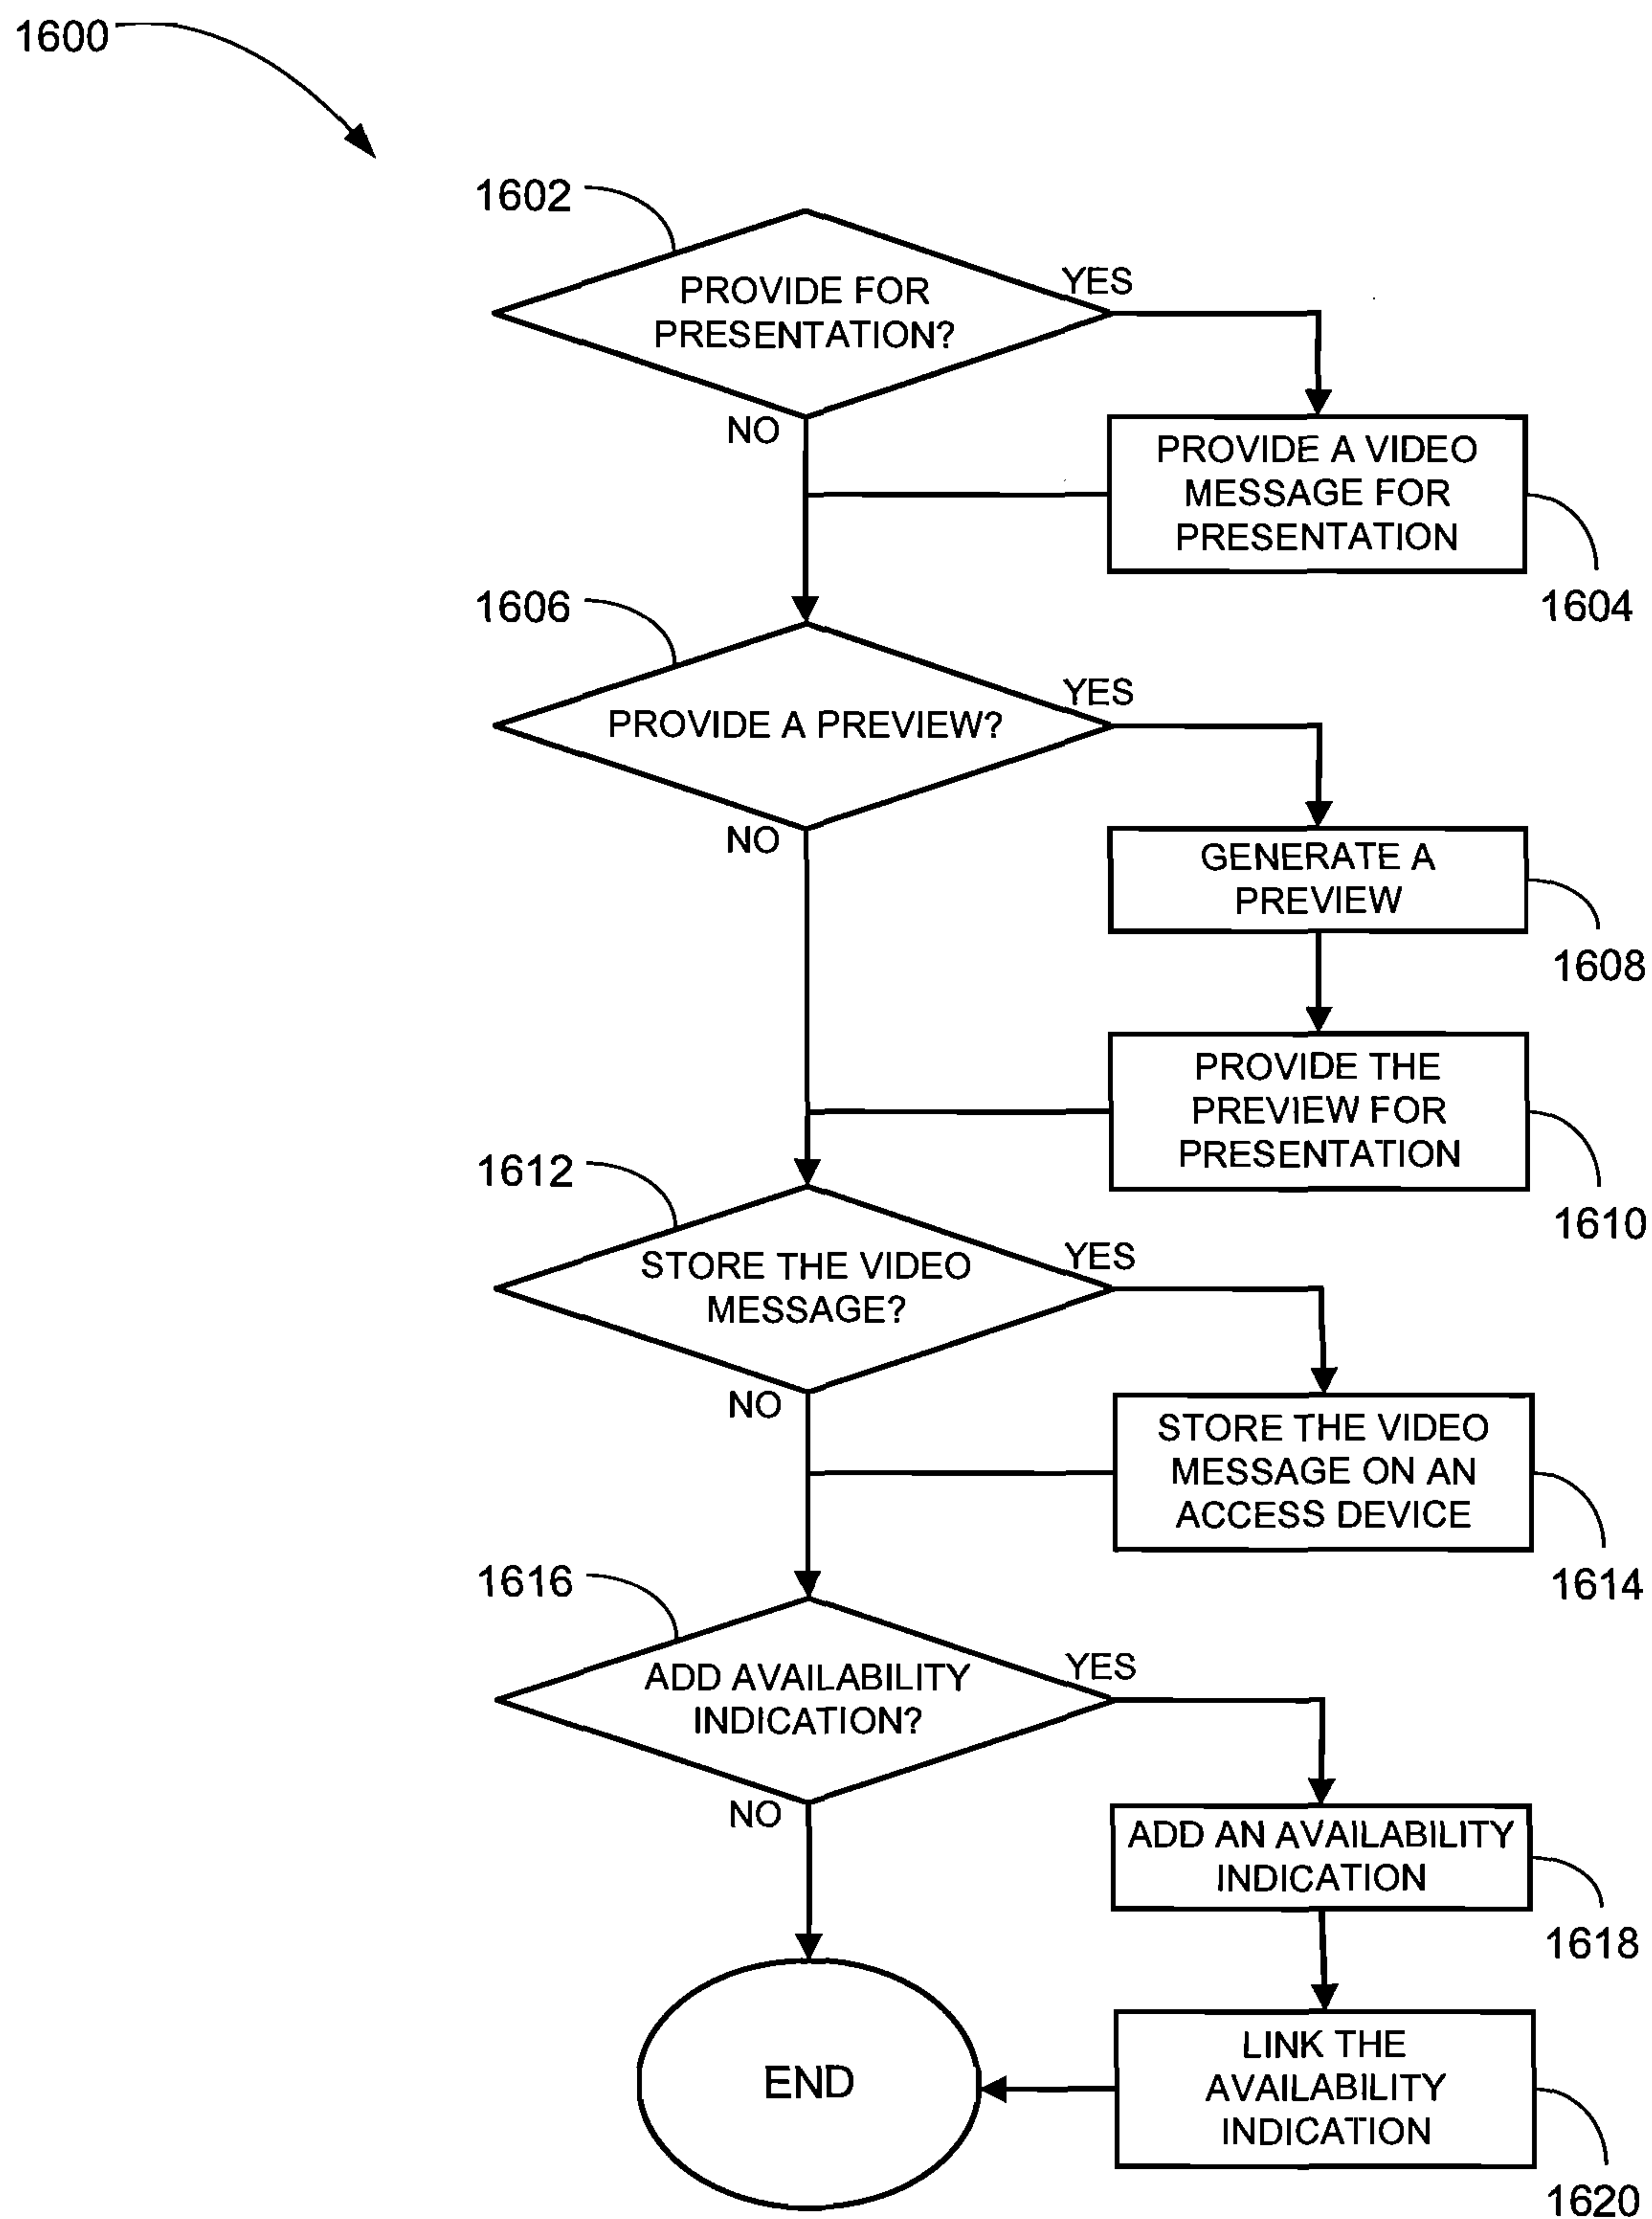 1600
1602
PROVIDE FOR
PRESENTATION?
YES
NO
PROVIDE A VIDEO
MESSAGE FOR
PRESENTATION
1604
1606
PROVIDE A PREVIEW?
YES
NO
GENERATE A
PREVIEW
1608
PROVIDE THE
PREVIEW FOR
PRESENTATION
1610
1612
STORE THE VIDEO
MESSAGE?
YES
NO
STORE THE VIDEO
MESSAGE ON AN
ACCESS DEVICE
1614
1616
ADD AVAILABILITY
INDICATION?
YES
NO
ADD AN AVAILABILITY
INDICATION
1618
LINK THE
AVAILABILITY
INDICATION
1620
END